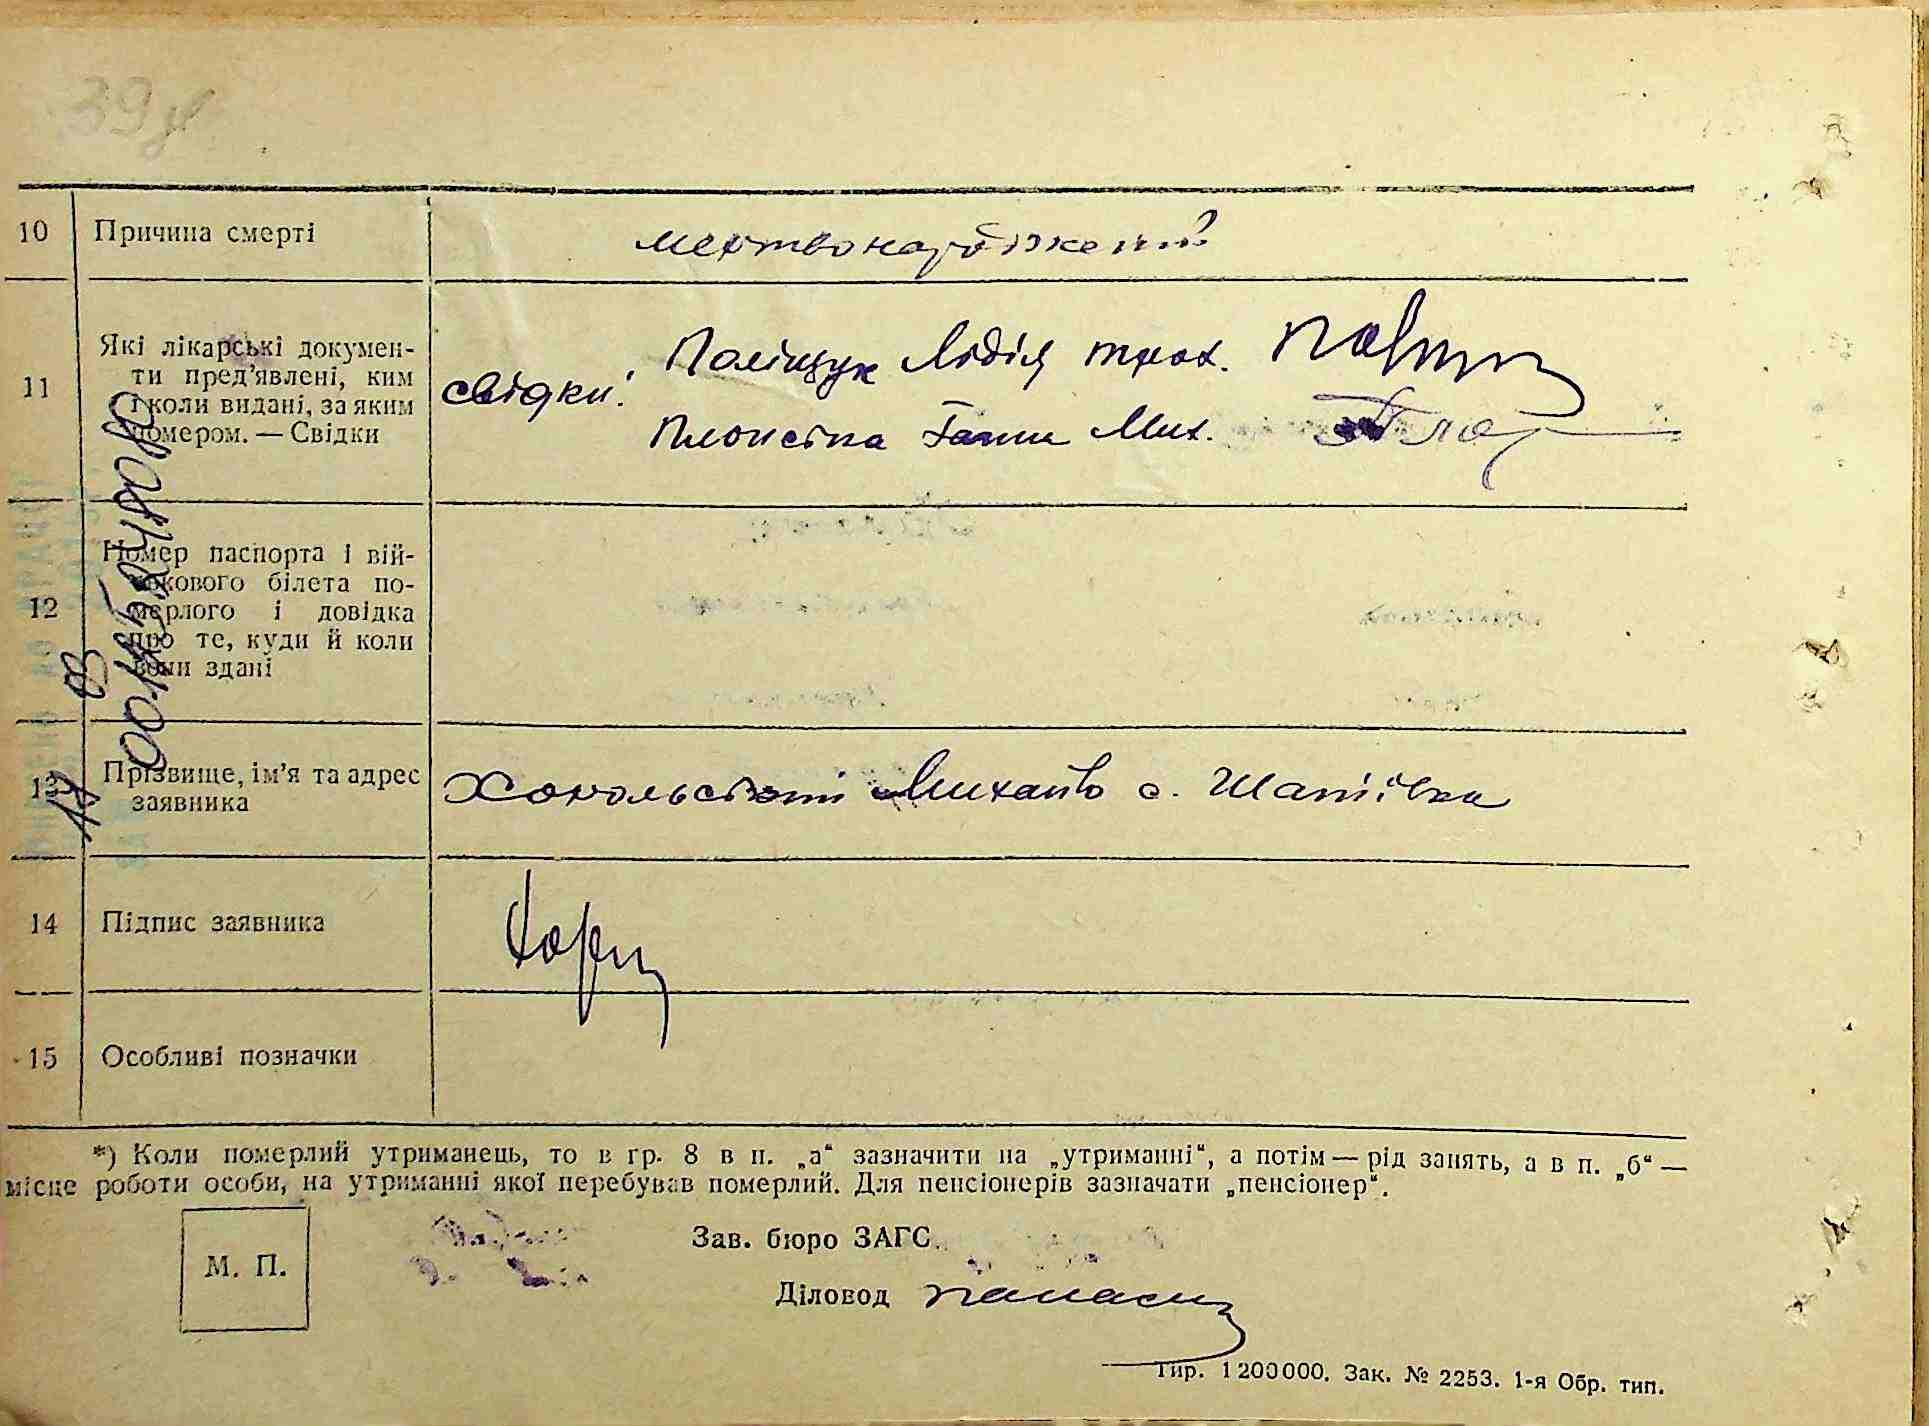 39
10 Причина смерті мертвонароджений
11 Які лікарські докумен-
ти пред'явлені, ким
і коли видані, за яким
номером. — Свідки
свідки: Поліщук Лідія трох.
Ганна Мих.
12 Номер паспорта і вій-
ськового білета по-
мерлого і довідка
про те, куди й коли
вони здані
13 Прізвище, ім'я та адрес
заявника
Михайло с.
14 Підпис заявника
15 Особливі позначки
*) Коли померлий утриманець, то в гр. 8 в п. „а“ зазначити на „утриманні“, а потім — рід занять, а в п. „б“ —
місце роботи особи, на утриманні якої перебував померлий. Для пенсіонерів зазначати „пенсіонер“.
М. П.
Зав. бюро ЗАГС
Діловод
Тир. 1200000. Зак. № 2253. 1-я Обр. тип.